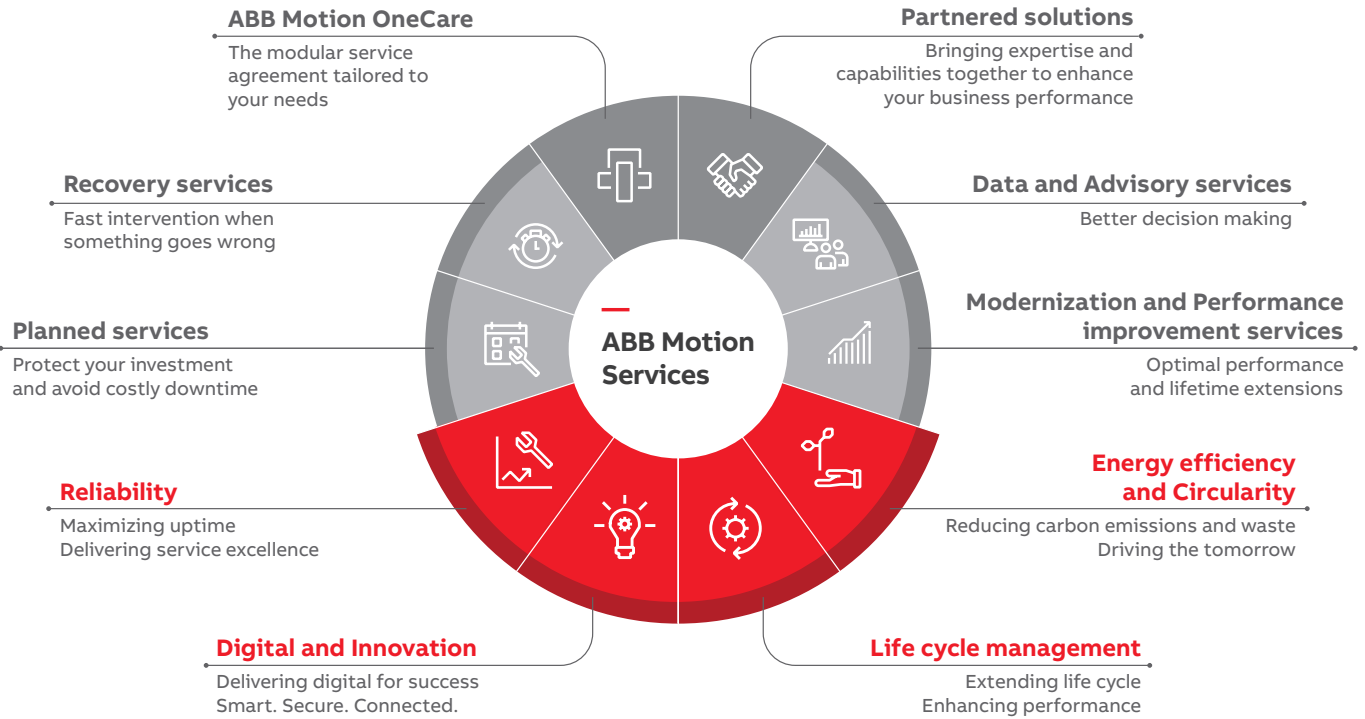 ABB Motion OneCare
The modular service
agreement tailored to
your needs
Partnered solutions
Bringing expertise and
capabilities together to enhance
your business performance
Recovery services
Fast intervention when
something goes wrong
Data and Advisory services
Better decision making
Planned services
Protect your investment
and avoid costly downtime
ABB Motion
Services
Modernization and Performance
improvement services
Optimal performance
and lifetime extensions
Reliability
Maximizing uptime
Delivering service excellence
Energy efficiency
and Circularity
Reducing carbon emissions and waste
Driving the tomorrow
Digital and Innovation
Delivering digital for success
Smart. Secure. Connected.
Life cycle management
Extending life cycle
Enhancing performance